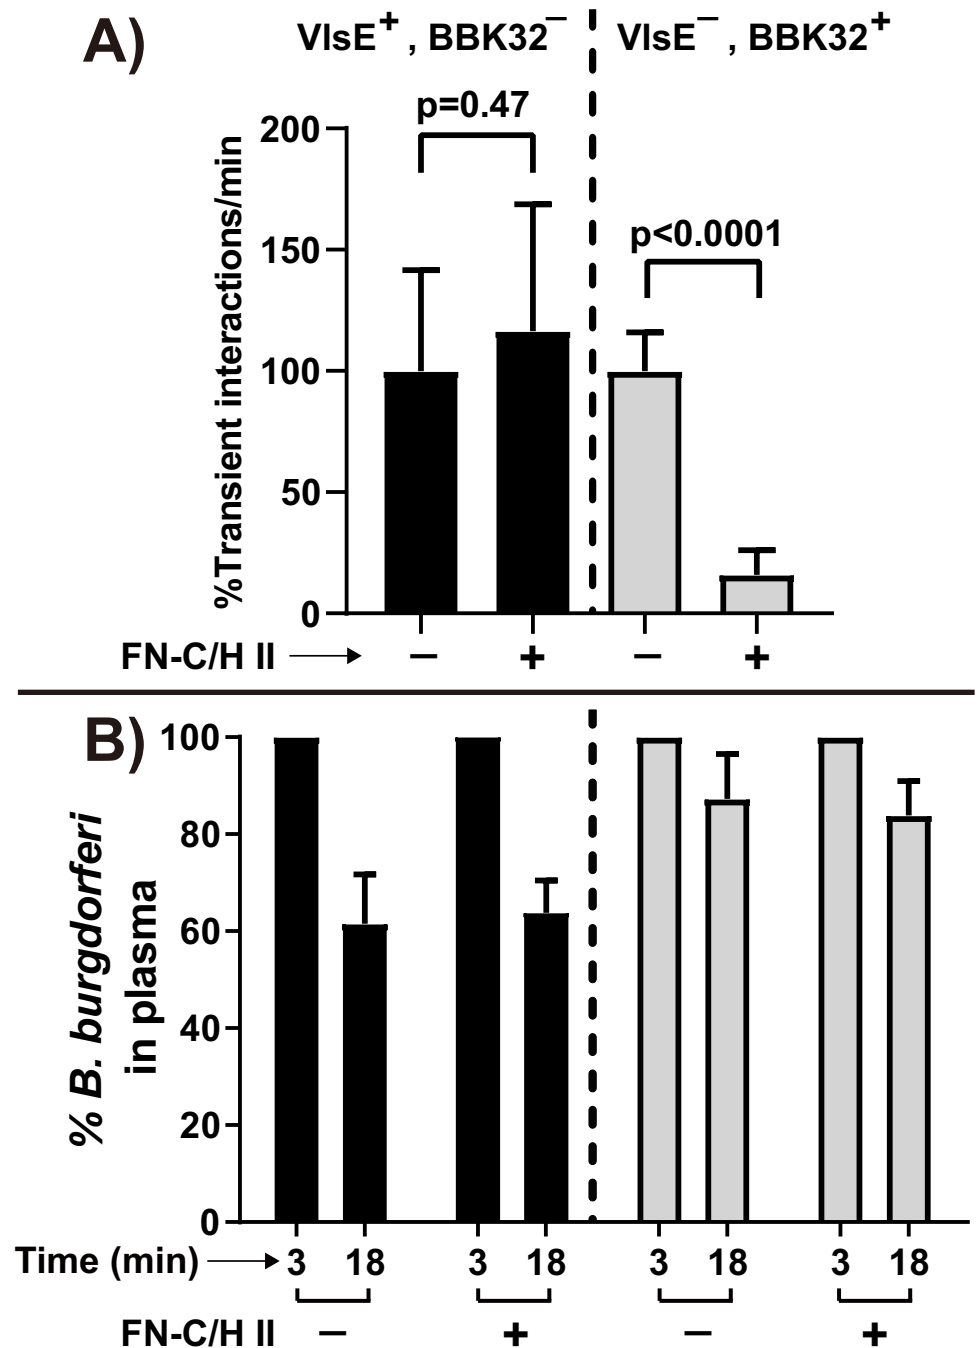 A)
VlsE+ , BBK32– VlsE– , BBK32+
p=0.47
p<0.0001
%Transient interactions/min
200
150
100
50
0
FN-C/H II – + – +
B)
% B. burgdorferi
in plasma
100
80
60
40
20
0
Time (min) 3 18 3 18 3 18 3 18
FN-C/H II – + – +